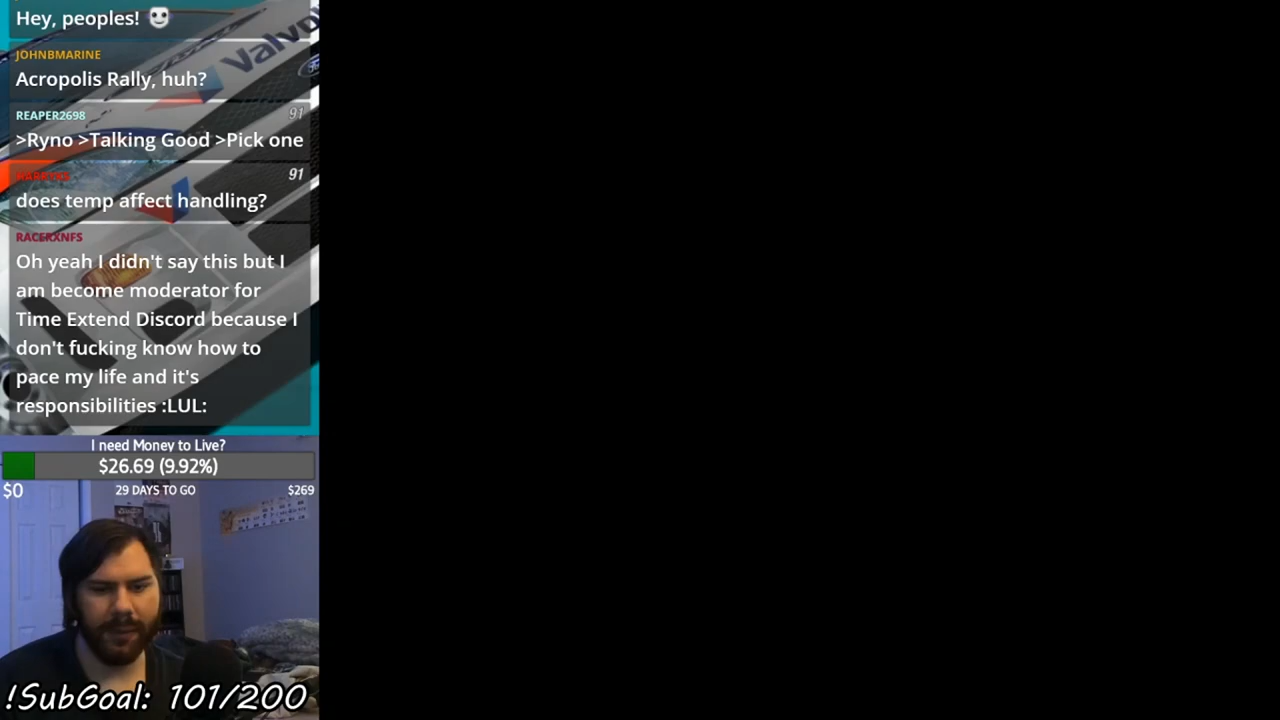 Hey, peoples!
JOHNBMARINE
Acropolis Rally, huh?
REAPER2698
91
>Ryno >Talking Good >Pick one
91
does temp affect handling?
RACERXNFS
Oh yeah I didn't say this but I
am become moderator for
Time Extend Discord because I
don't fucking know how to
pace my life and it's
responsibilities :LUL:
I need Money to Live?
$26.69 (9.92%)
$0
29 DAYS TO GO
$269
!SubGoal: 101/200